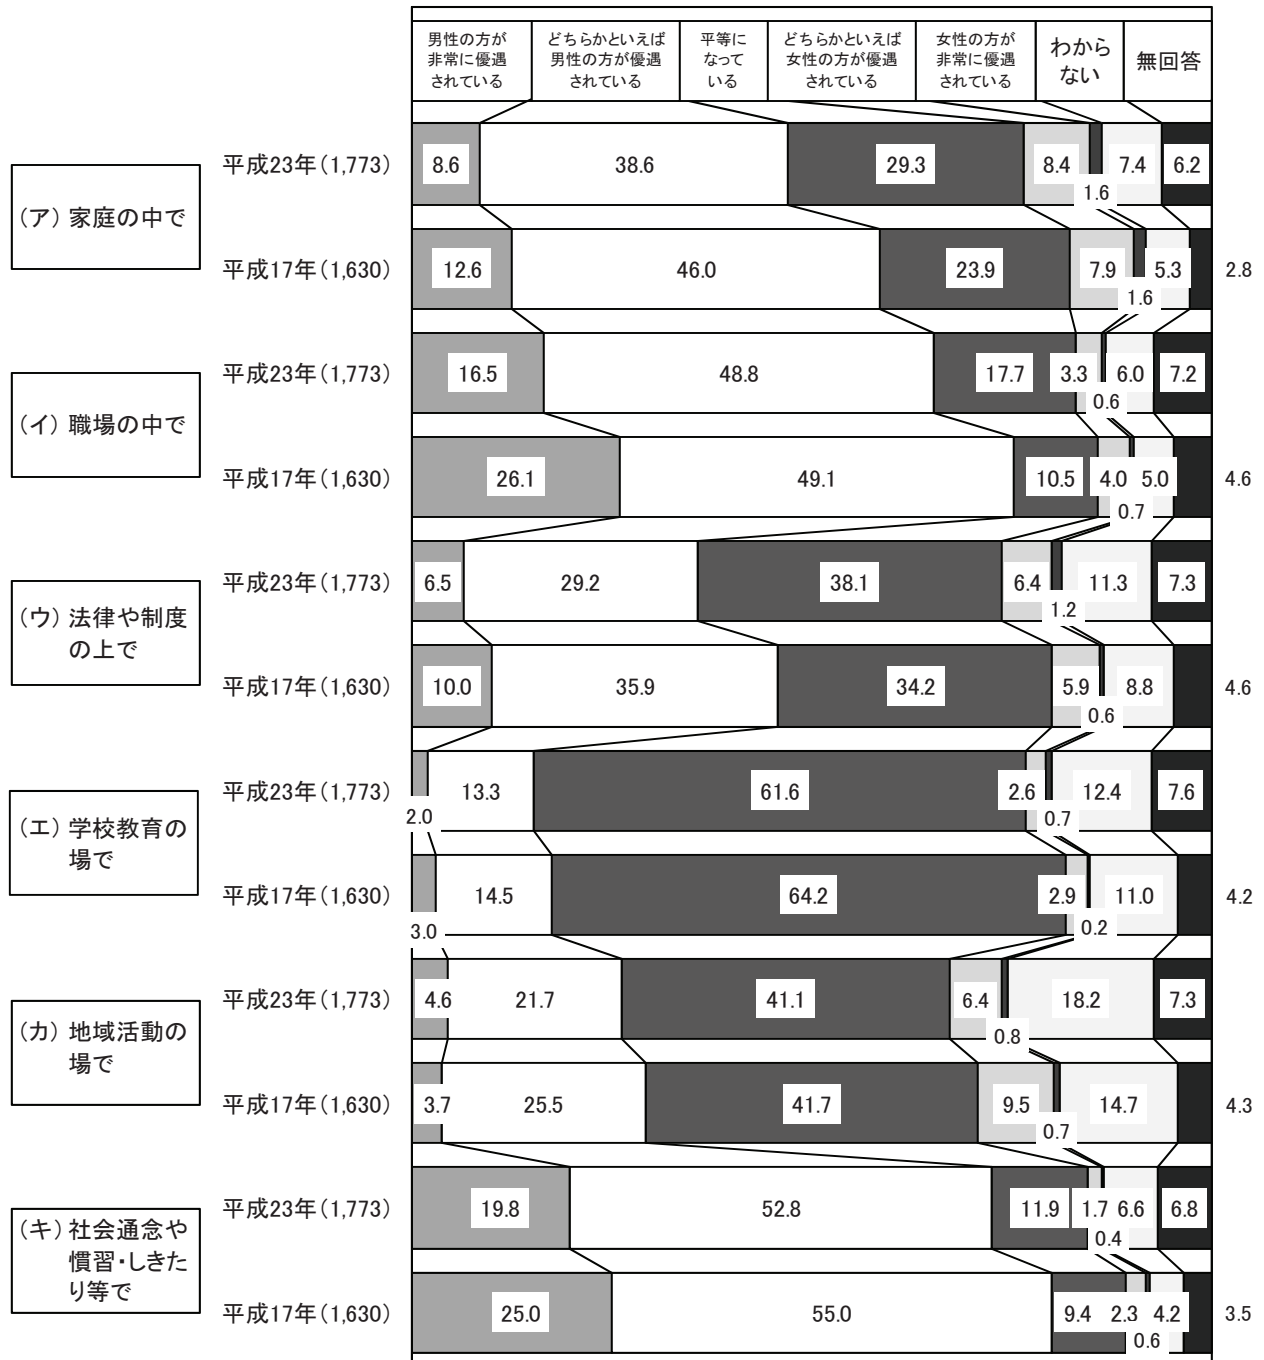 男性の方が
非常に優遇
されている
どちらかといえば
男性の方が優遇
されている
平等に
なって
いる
どちらかといえば
女性の方が優遇
されている
女性の方が
非常に優遇
されている
わから
ない
無回答
(ア) 家庭の中で
平成23年(1,773)
8.6
38.6
29.3
8.4
1.6
7.4
6.2
平成17年(1,630)
12.6
46.0
23.9
7.9
1.6
5.3
2.8
(イ) 職場の中で
平成23年(1,773)
16.5
48.8
17.7
3.3
0.6
6.0
7.2
平成17年(1,630)
26.1
49.1
10.5
4.0
0.7
5.0
4.6
(ウ) 法律や制度
の上で
平成23年(1,773)
6.5
29.2
38.1
6.4
1.2
11.3
7.3
平成17年(1,630)
10.0
35.9
34.2
5.9
0.6
8.8
4.6
(エ) 学校教育の
場で
平成23年(1,773)
2.0
13.3
61.6
2.6
0.7
12.4
7.6
平成17年(1,630)
3.0
14.5
64.2
2.9
0.2
11.0
4.2
(カ) 地域活動の
場で
平成23年(1,773)
4.6
21.7
41.1
6.4
0.8
18.2
7.3
平成17年(1,630)
3.7
25.5
41.7
9.5
0.7
14.7
4.3
(キ) 社会通念や
慣習・しきた
り等で
平成23年(1,773)
19.8
52.8
11.9
1.7
0.4
6.6
6.8
平成17年(1,630)
25.0
55.0
9.4
2.3
0.6
4.2
3.5